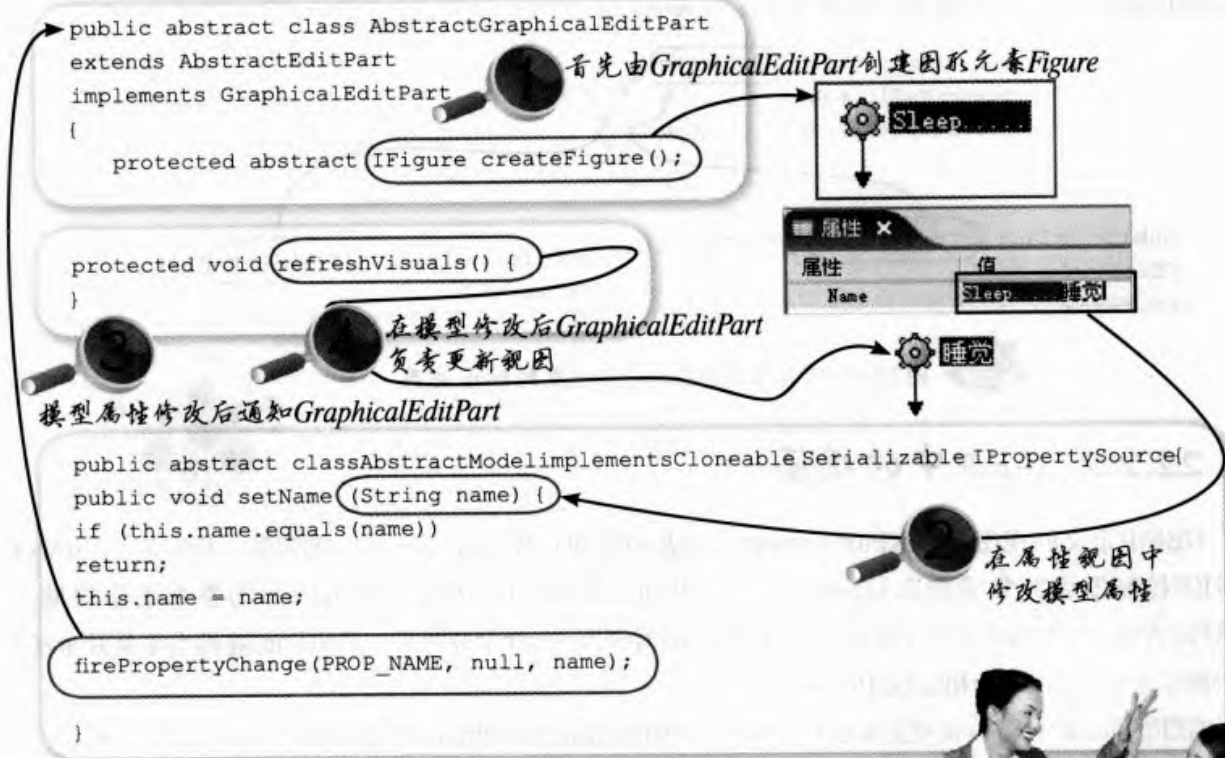 public abstract class AbstractGraphicalEditPart
extends AbstractEditPart
implements GraphicalEditPart
{
protected abstract IFigure createFigure();
1
首先由GraphicalEditPart创建图形元素Figure
Sleep......
属性
属性 值
Name Sleep 睡觉
protected void refreshVisuals() {
}
3
模型属性修改后通知GraphicalEditPart
4
在模型修改后GraphicalEditPart
负责更新视图
睡觉
public abstract classAbstractModelimplementsCloneable Serializable IPropertySource{
public void setName (String name) {
if (this.name.equals(name))
return;
this.name = name;
firePropertyChange(PROP_NAME, null, name);
}
2
在属性视图中
修改模型属性